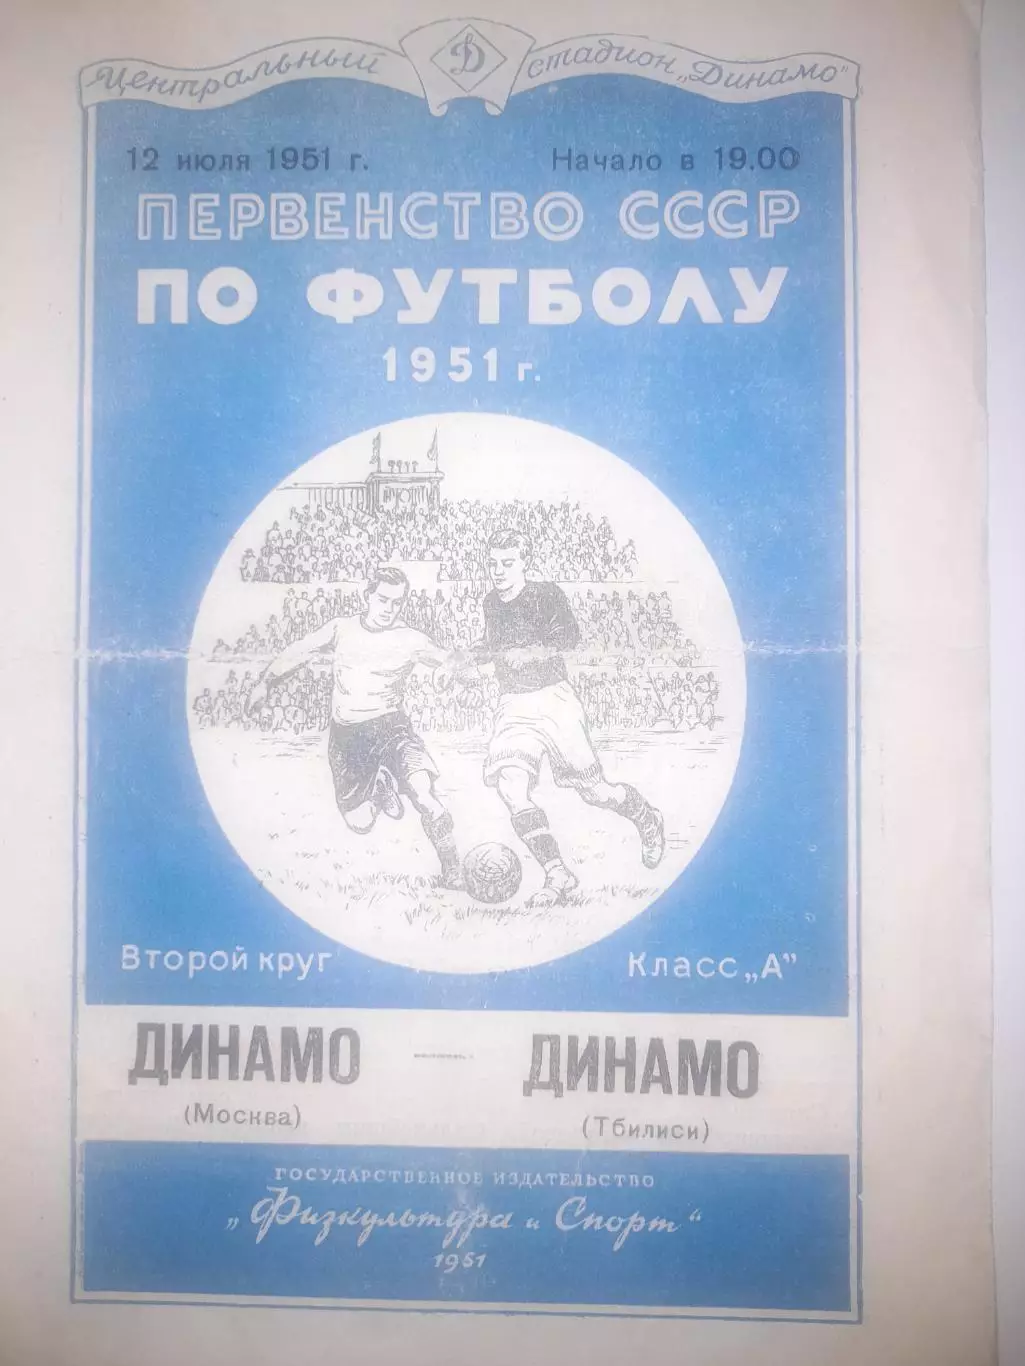 Центральный Д стадион „Динамо"
12 июля 1951 г. Начало в 19.00
ПЕРВЕНСТВО СССР
ПО ФУТБОЛУ
1951 г.
Второй круг Класс „А"
ДИНАМО — ДИНАМО
(Москва) (Тбилиси)
ГОСУДАРСТВЕННОЕ ИЗДАТЕЛЬСТВО
„Физкультура и Спорт"
1951